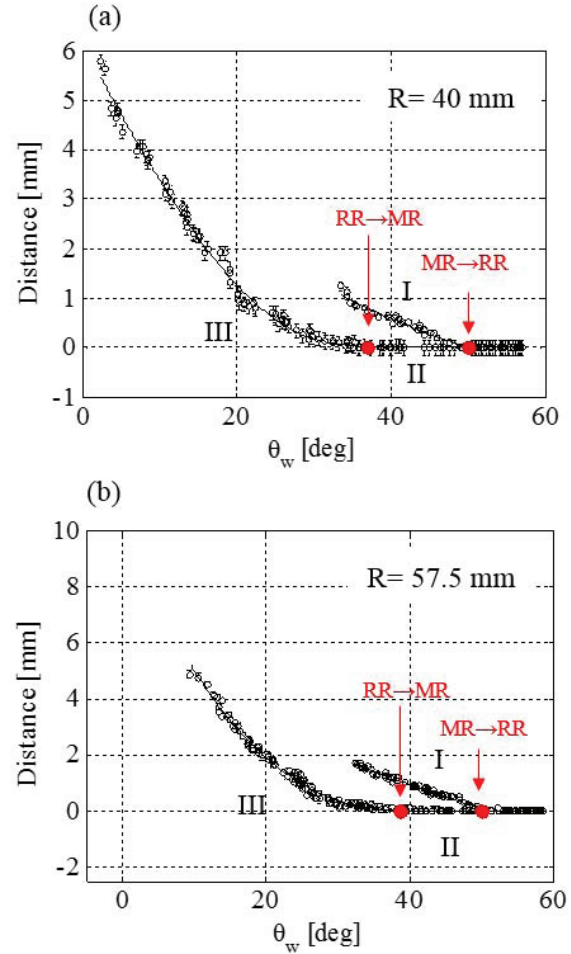 (a)
6
5
4
3
2
1
0
-1
Distance [mm]
R= 40 mm
RR→MR
MR→RR
I
II
III
0 20 40 60
θw [deg]
(b)
10
8
6
4
2
0
-2
Distance [mm]
R= 57.5 mm
RR→MR
MR→RR
I
II
III
0 20 40 60
θw [deg]